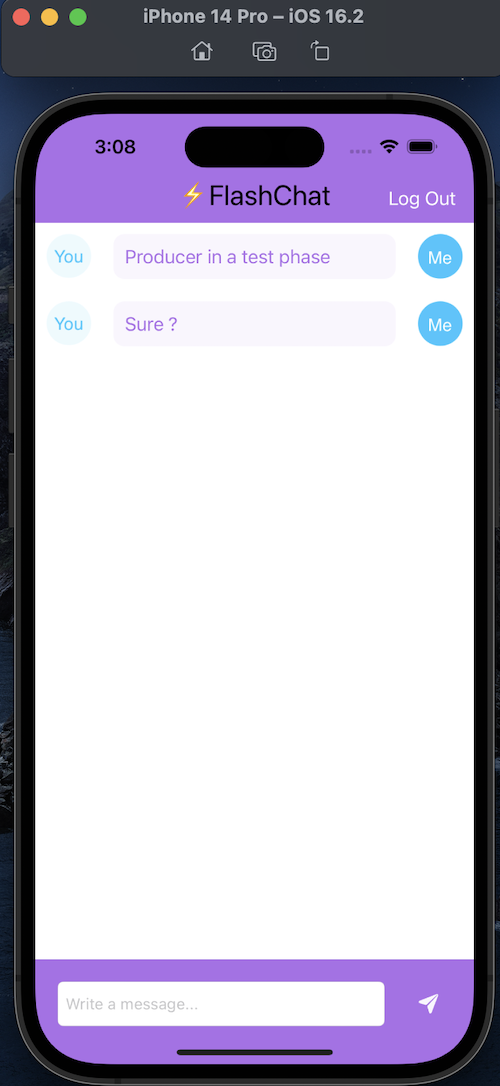 iPhone 14 Pro – iOS 16.2
3:08
⚡️FlashChat
Log Out
You Producer in a test phase Me
You Sure ? Me
Write a message...